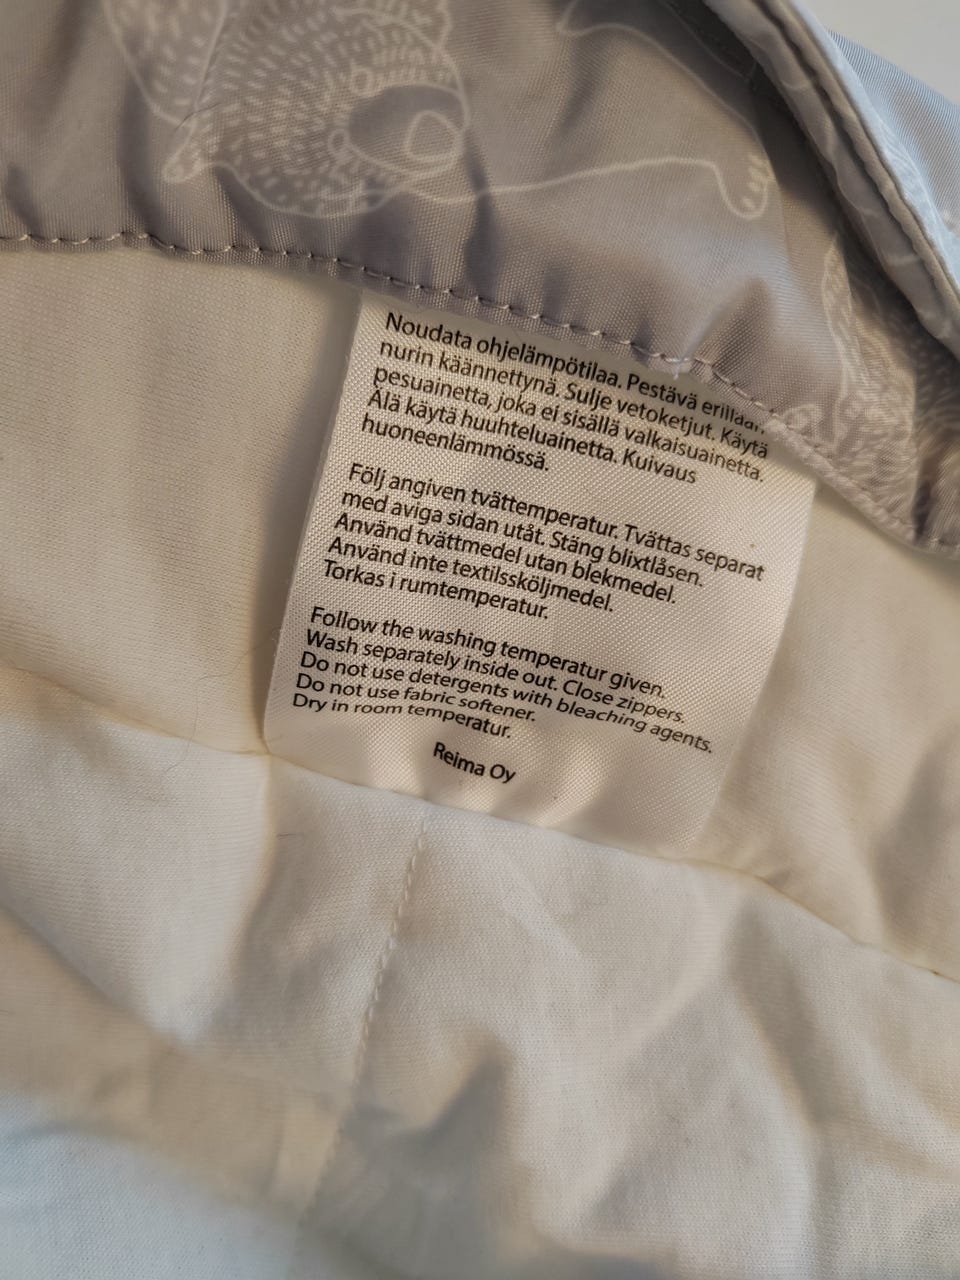 Noudata ohjelämpötilaa. Pestävä erillään
nurin käännettynä. Sulje vetoketjut. Käytä
pesuainetta, joka ei sisällä valkaisuainetta.
Älä käytä huuhteluainetta. Kuivaus
huoneenlämmössä.
Följ angiven tvättemperatur. Tvättas separat
med aviga sidan utåt. Stäng blixtlåsen.
Använd tvättmedel utan blekmedel.
Använd inte textilssköljmedel.
Torkas i rumtemperatur.
Follow the washing temperatur given.
Wash separately inside out. Close zippers.
Do not use detergents with bleaching agents.
Do not use fabric softener.
Dry in room temperatur.
Reima Oy